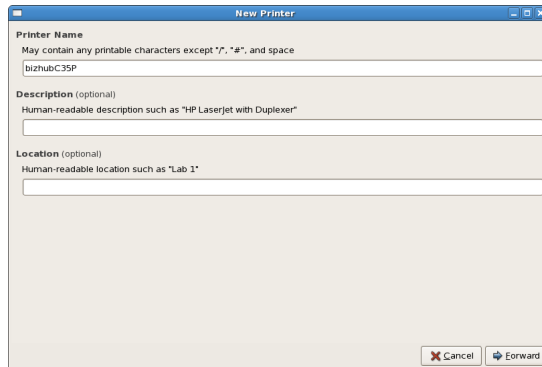 New Printer
Printer Name
May contain any printable characters except "/", "#", and space
bizhubC35P
Description (optional)
Human-readable description such as "HP LaserJet with Duplexer"
Location (optional)
Human-readable location such as "Lab 1"
Cancel Forward